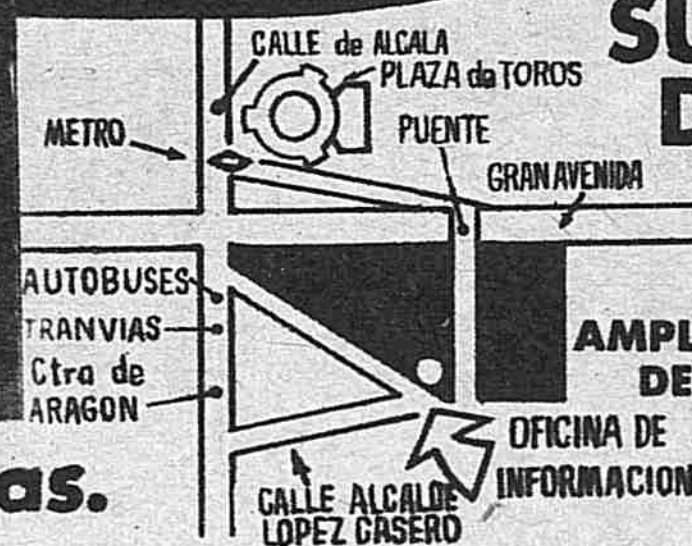 SU
D
CALLE de ALCALA
PLAZA de TOROS
METRO
PUENTE
GRAN AVENIDA
AUTOBUSES
TRANVIAS
Ctra de
ARAGON
AMPL
DE
OFICINA DE
INFORMACION
as.
CALLE ALCALDE
LOPEZ CASERO